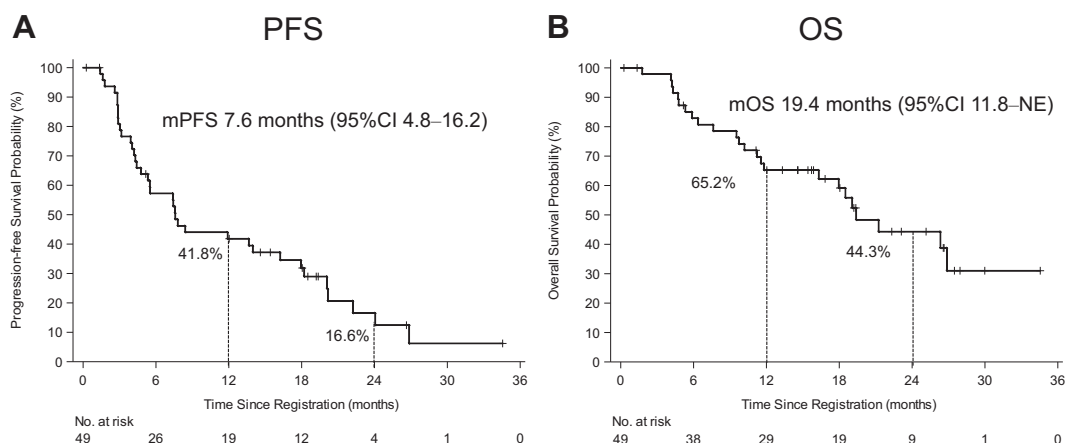 A PFS
Progression-free Survival Probability (%)
100
90
80
70
60
50
40
30
20
10
0
mPFS 7.6 months (95%CI 4.8–16.2)
41.8%
16.6%
0 6 12 18 24 30 36
Time Since Registration (months)
No. at risk
49 26 19 12 4 1 0
B OS
Overall Survival Probability (%)
100
90
80
70
60
50
40
30
20
10
0
mOS 19.4 months (95%CI 11.8–NE)
65.2%
44.3%
0 6 12 18 24 30 36
Time Since Registration (months)
No. at risk
49 38 29 19 9 1 0